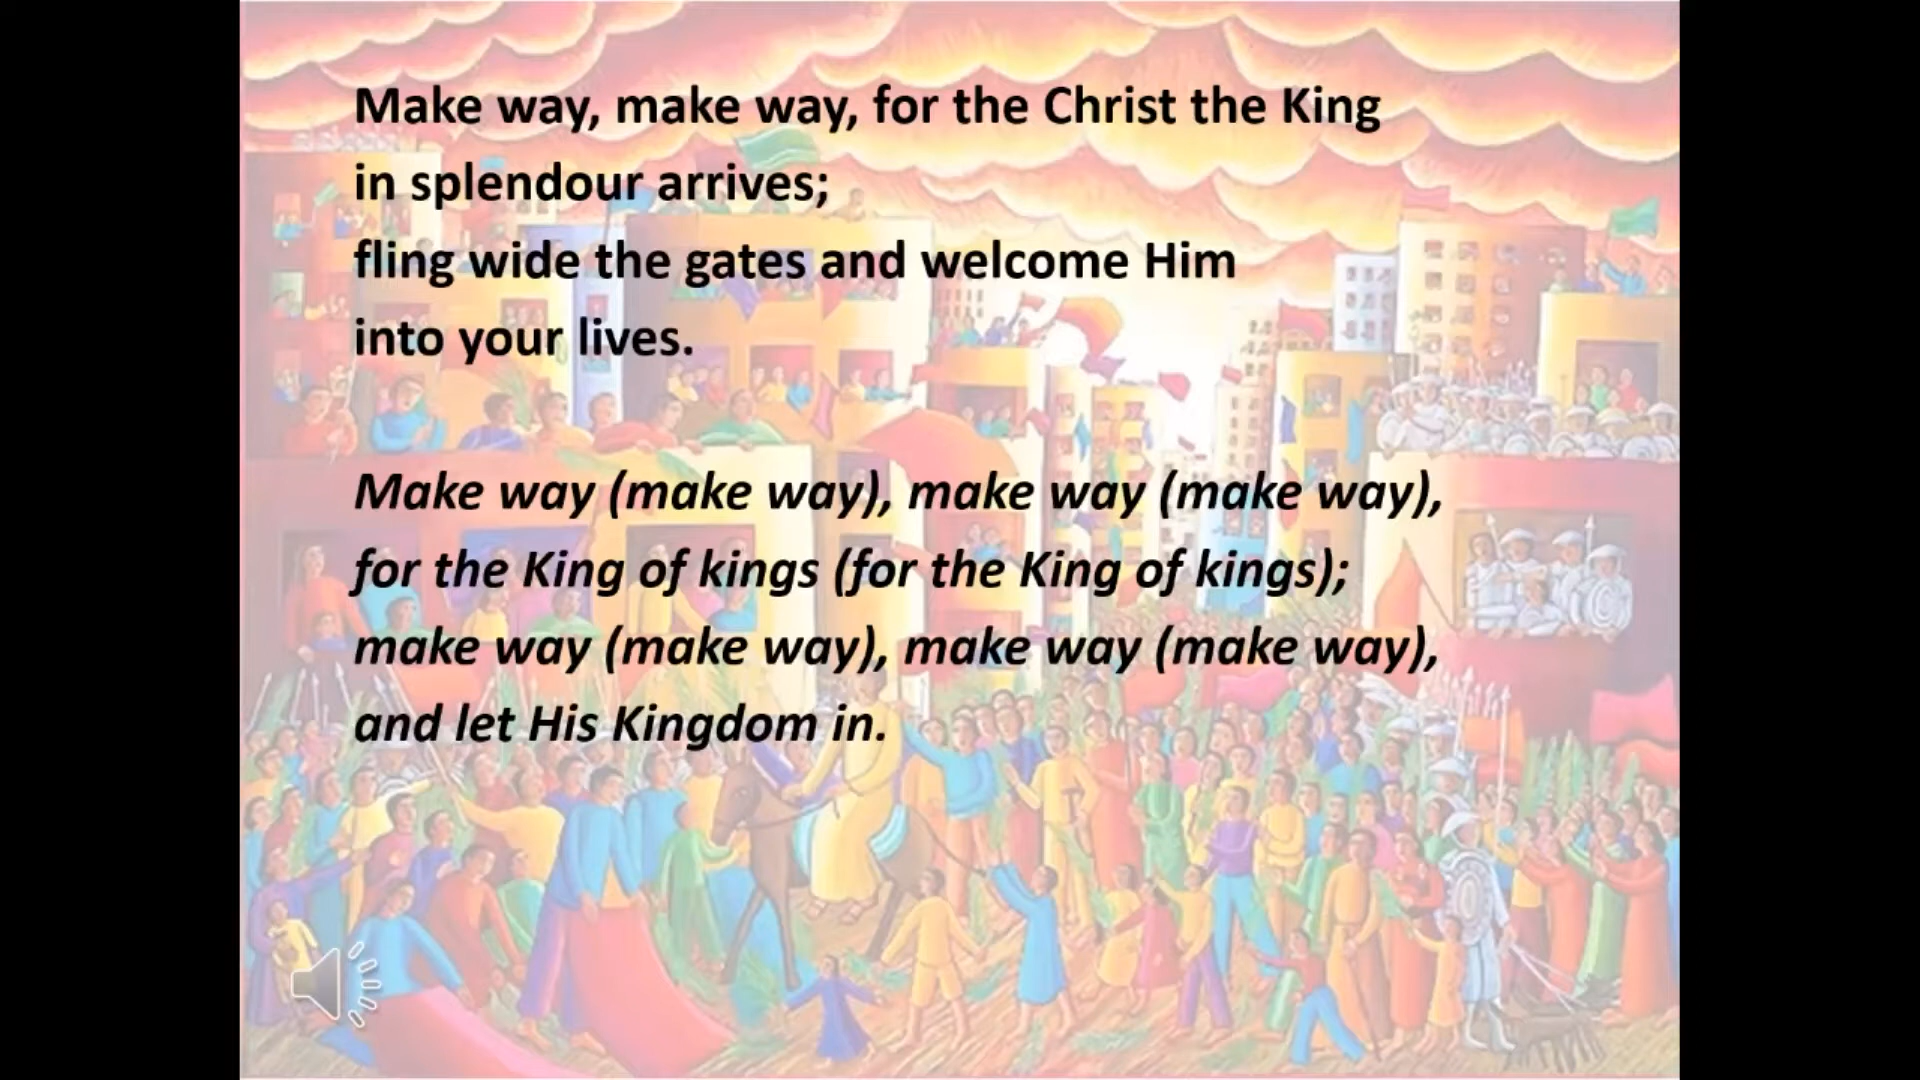 Make way, make way, for the Christ the King
in splendour arrives;
fling wide the gates and welcome Him
into your lives.
Make way (make way), make way (make way),
for the King of kings (for the King of kings);
make way (make way), make way (make way),
and let His Kingdom in.